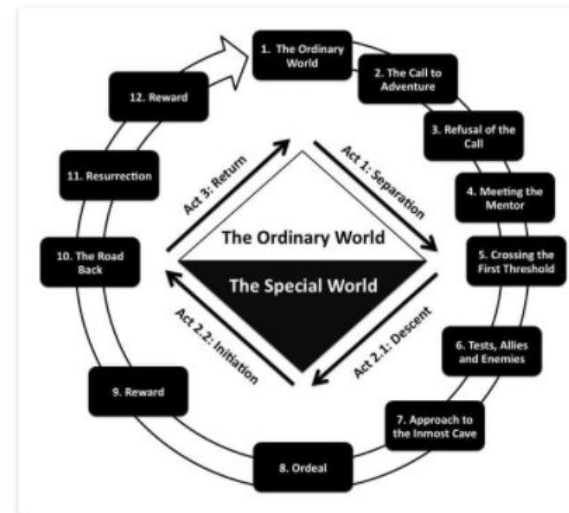 1. The Ordinary
World
2. The Call to
Adventure
3. Refusal of the
Call
4. Meeting the
Mentor
5. Crossing the
First Threshold
6. Tests, Allies
and Enemies
7. Approach to
the Inmost Cave
8. Ordeal
9. Reward
10. The Road
Back
11. Resurrection
12. Reward
Act 1: Separation
Act 2.1: Descent
Act 2.2: Initiation
Act 3: Return
The Ordinary World
The Special World